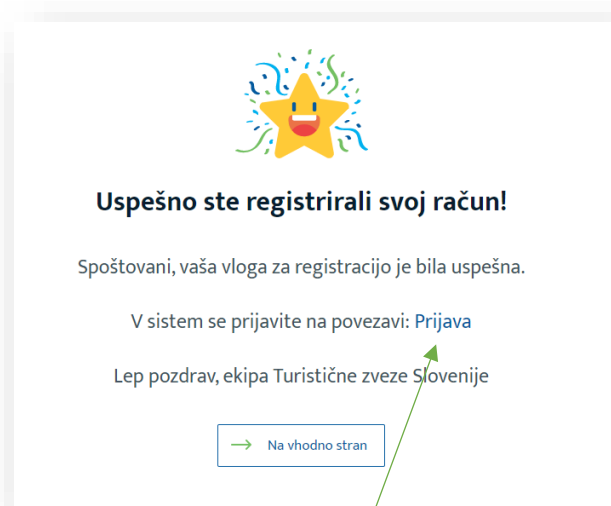 Uspešno ste registrirali svoj račun!
Spoštovani, vaša vloga za registracijo je bila uspešna.
V sistem se prijavite na povezavi: Prijava
Lep pozdrav, ekipa Turistične zveze Slovenije
Na vhodno stran